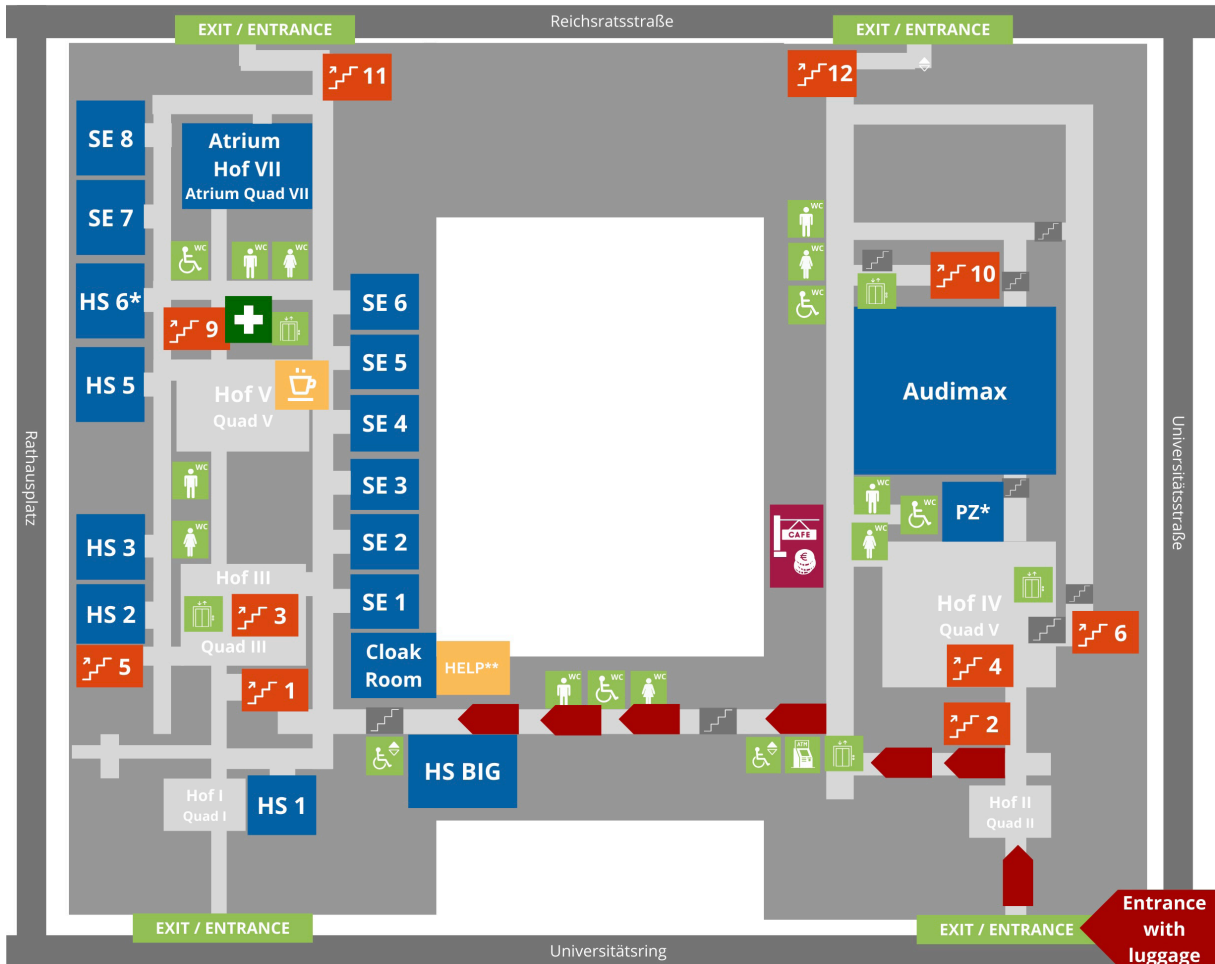 Reichsratsstraße
EXIT / ENTRANCE
EXIT / ENTRANCE
11
12
SE 8
Atrium
Hof VII
Atrium Quad VII
SE 7
WC
WC
WC
WC
WC
WC
HS 6*
SE 6
10
9
SE 5
HS 5
Hof V
Quad V
SE 4
Audimax
Rathausplatz
Universitätsstraße
WC
SE 3
WC
WC
PZ*
CAFE
€
HS 3
WC
SE 2
WC
Hof III
HS 2
3
SE 1
Hof IV
Quad V
6
Quad III
5
Cloak
Room
HELP**
4
1
WC
WC
WC
2
HS BIG
ATM
Hof I
Quad I
HS 1
Hof II
Quad II
EXIT / ENTRANCE
EXIT / ENTRANCE
Entrance
with
luggage
Universitätsring